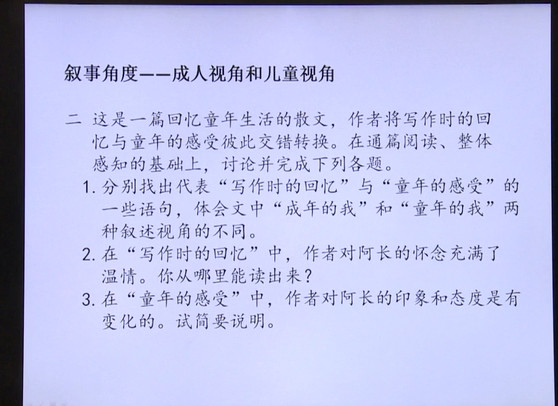 叙事角度——成人视角和儿童视角
二 这是一篇回忆童年生活的散文，作者将写作时的回
忆与童年的感受彼此交错转换。在通篇阅读、整体
感知的基础上，讨论并完成下列各题。
1. 分别找出代表“写作时的回忆”与“童年的感受”的
一些语句，体会文中“成年的我”和“童年的我”两
种叙述视角的不同。
2. 在“写作时的回忆”中，作者对阿长的怀念充满了
温情。你从哪里能读出来？
3. 在“童年的感受”中，作者对阿长的印象和态度是有
变化的。试简要说明。